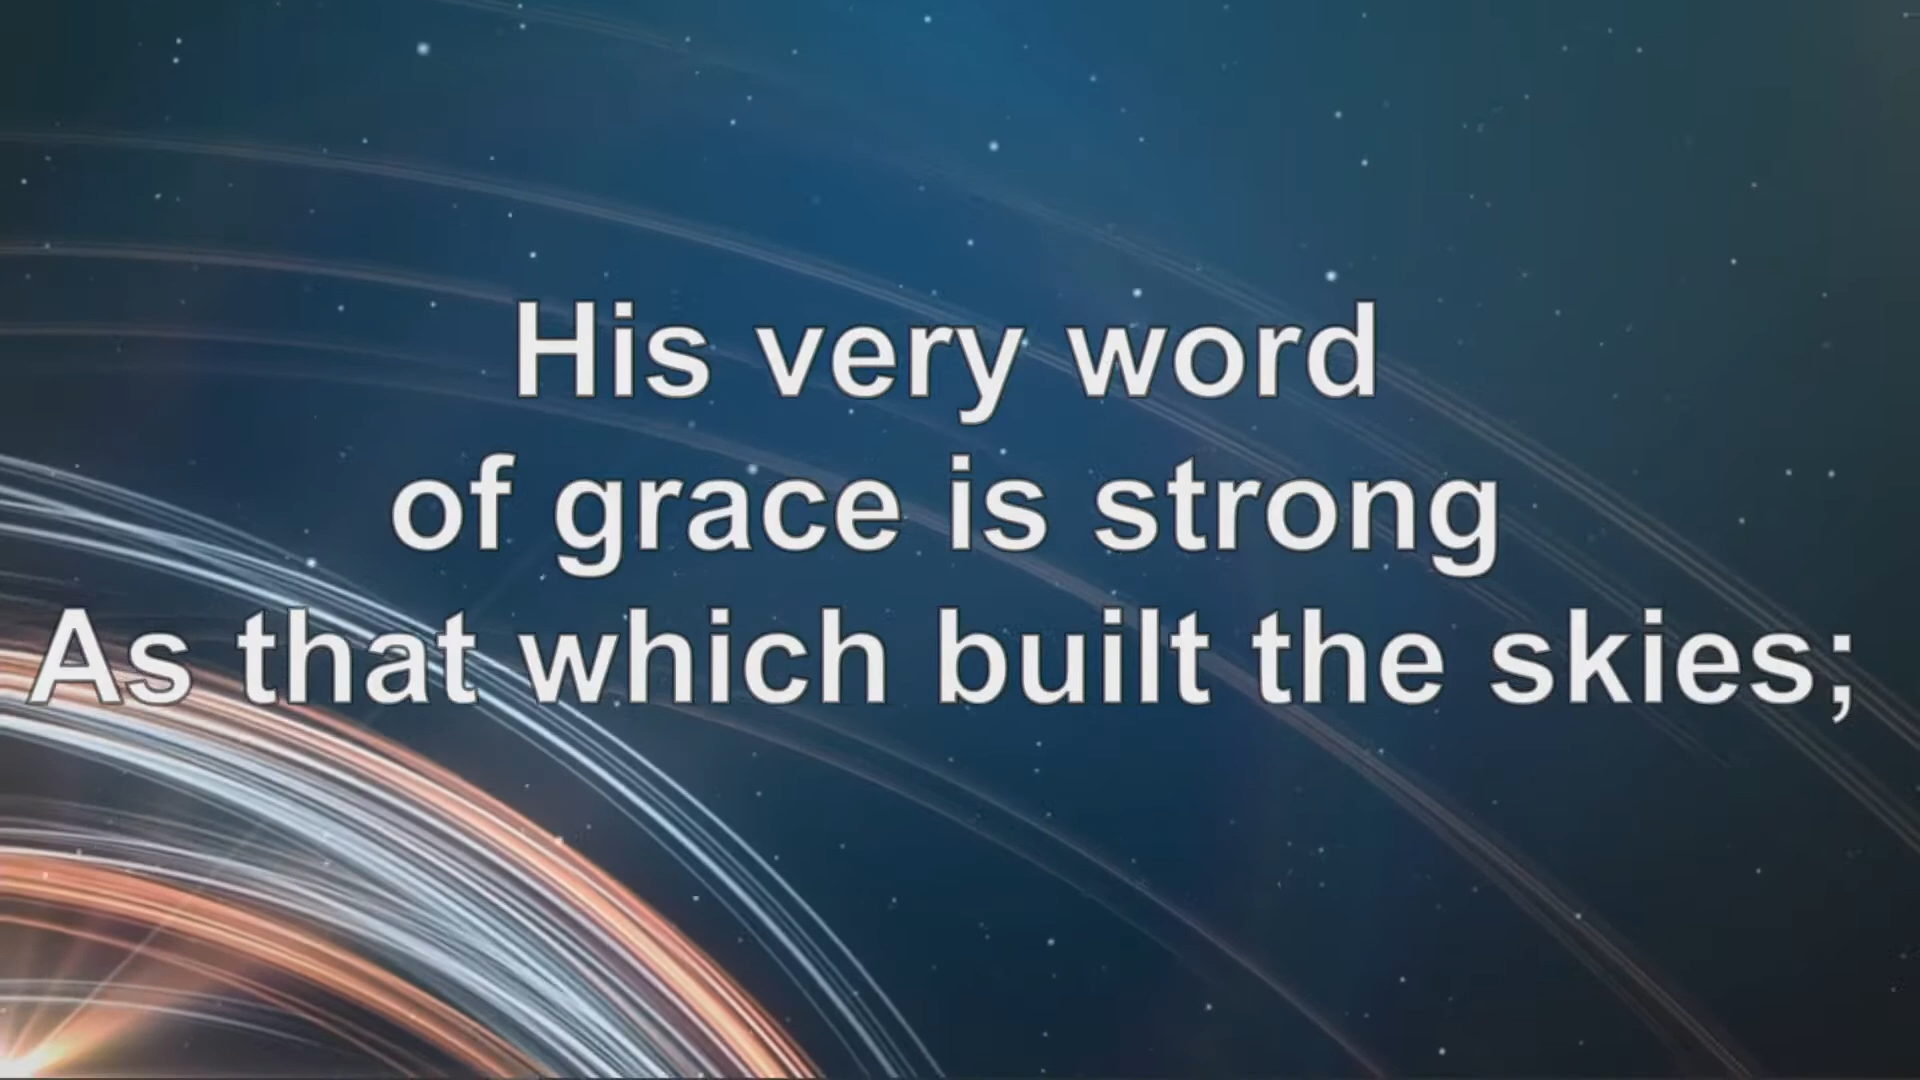 His very word
of grace is strong
As that which built the skies;